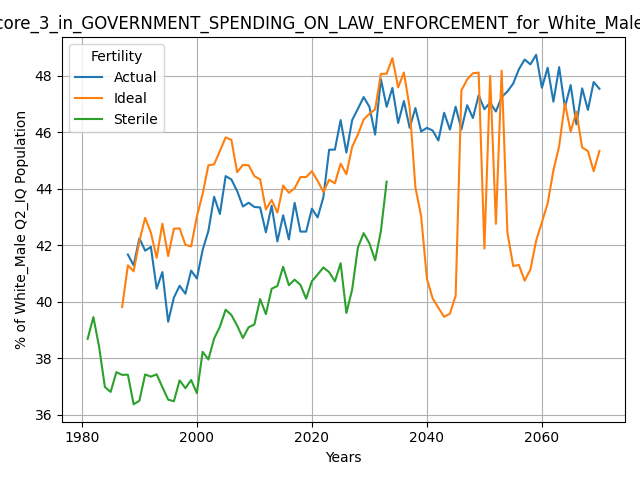 core_3_in_GOVERNMENT_SPENDING_ON_LAW_ENFORCEMENT_for_White_Male
Fertility
Actual
Ideal
Sterile
% of White_Male Q2_IQ Population
48
46
44
42
40
38
36
1980 2000 2020 2040 2060
Years